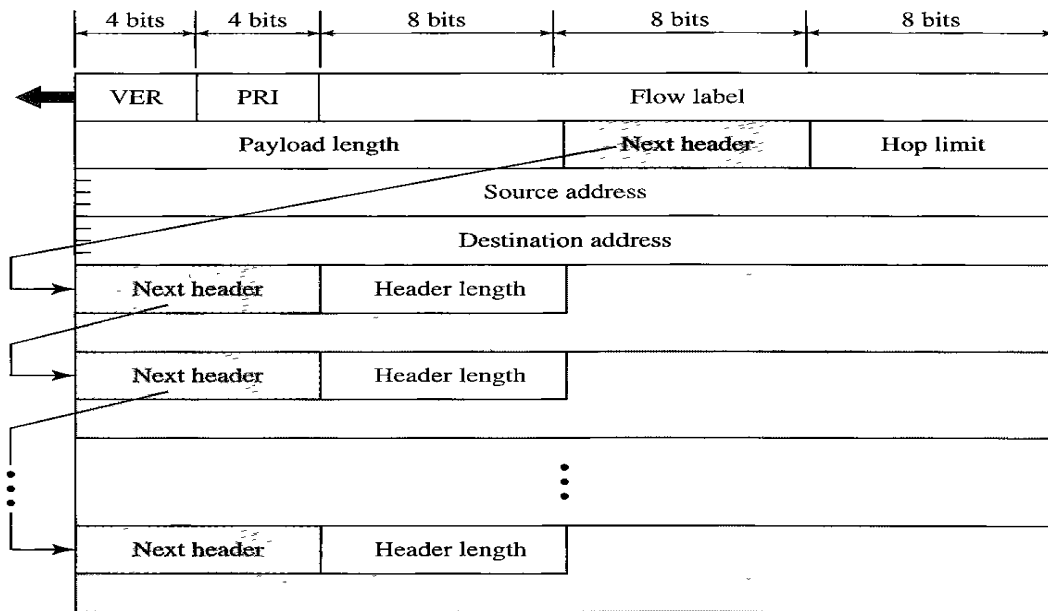 4 bits 4 bits 8 bits 8 bits 8 bits
VER PRI Flow label
Payload length Next header Hop limit
Source address
Destination address
Next header Header length
Next header Header length
Next header Header length